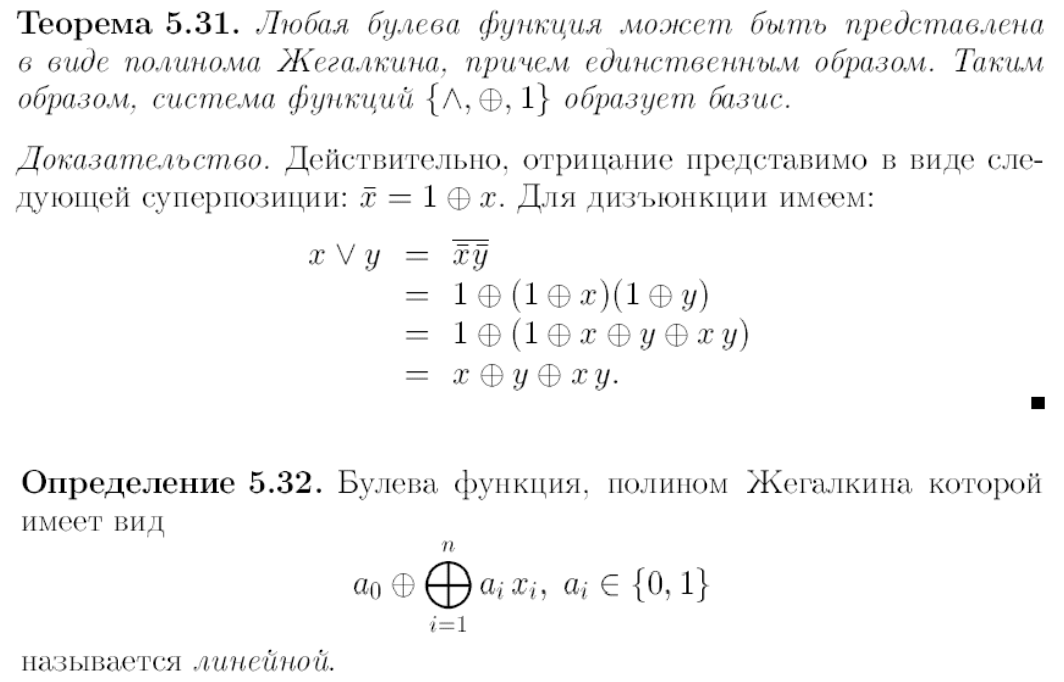 Теорема 5.31. Любая булева функция может быть представлена
в виде полинома Жегалкина, причем единственным образом. Таким
образом, система функций {∧, ⊕, 1} образует базис.
Доказательство. Действительно, отрицание представимо в виде сле-
дующей суперпозиции: x̄ = 1 ⊕ x. Для дизъюнкции имеем:
x ∨ y = \overline{x̄ ȳ}
= 1 ⊕ (1 ⊕ x)(1 ⊕ y)
= 1 ⊕ (1 ⊕ x ⊕ y ⊕ x y)
= x ⊕ y ⊕ x y.
■
Определение 5.32. Булева функция, полином Жегалкина которой
имеет вид
a₀ ⊕ ⨁_{i=1}^{n} aᵢ xᵢ, aᵢ ∈ {0, 1}
называется линейной.